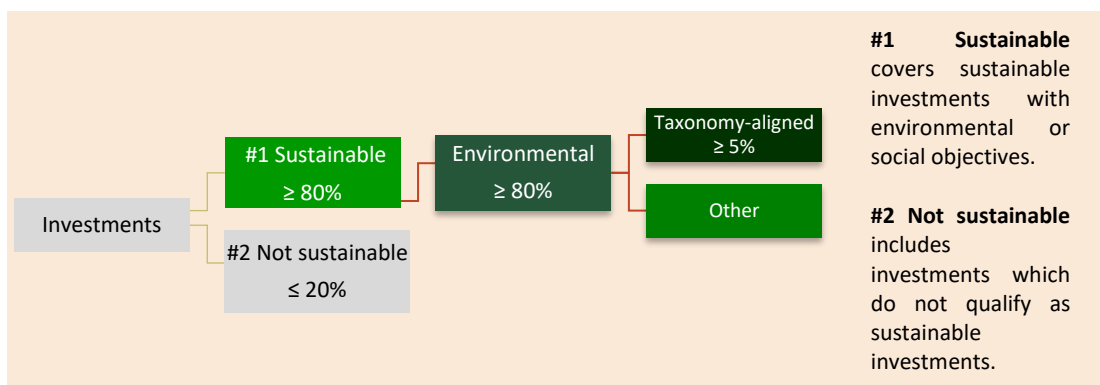 Investments
#1 Sustainable
≥ 80%
#2 Not sustainable
≤ 20%
Environmental
≥ 80%
Taxonomy-aligned
≥ 5%
Other
#1 Sustainable
covers sustainable
investments with
environmental or
social objectives.
#2 Not sustainable
includes
investments which
do not qualify as
sustainable
investments.